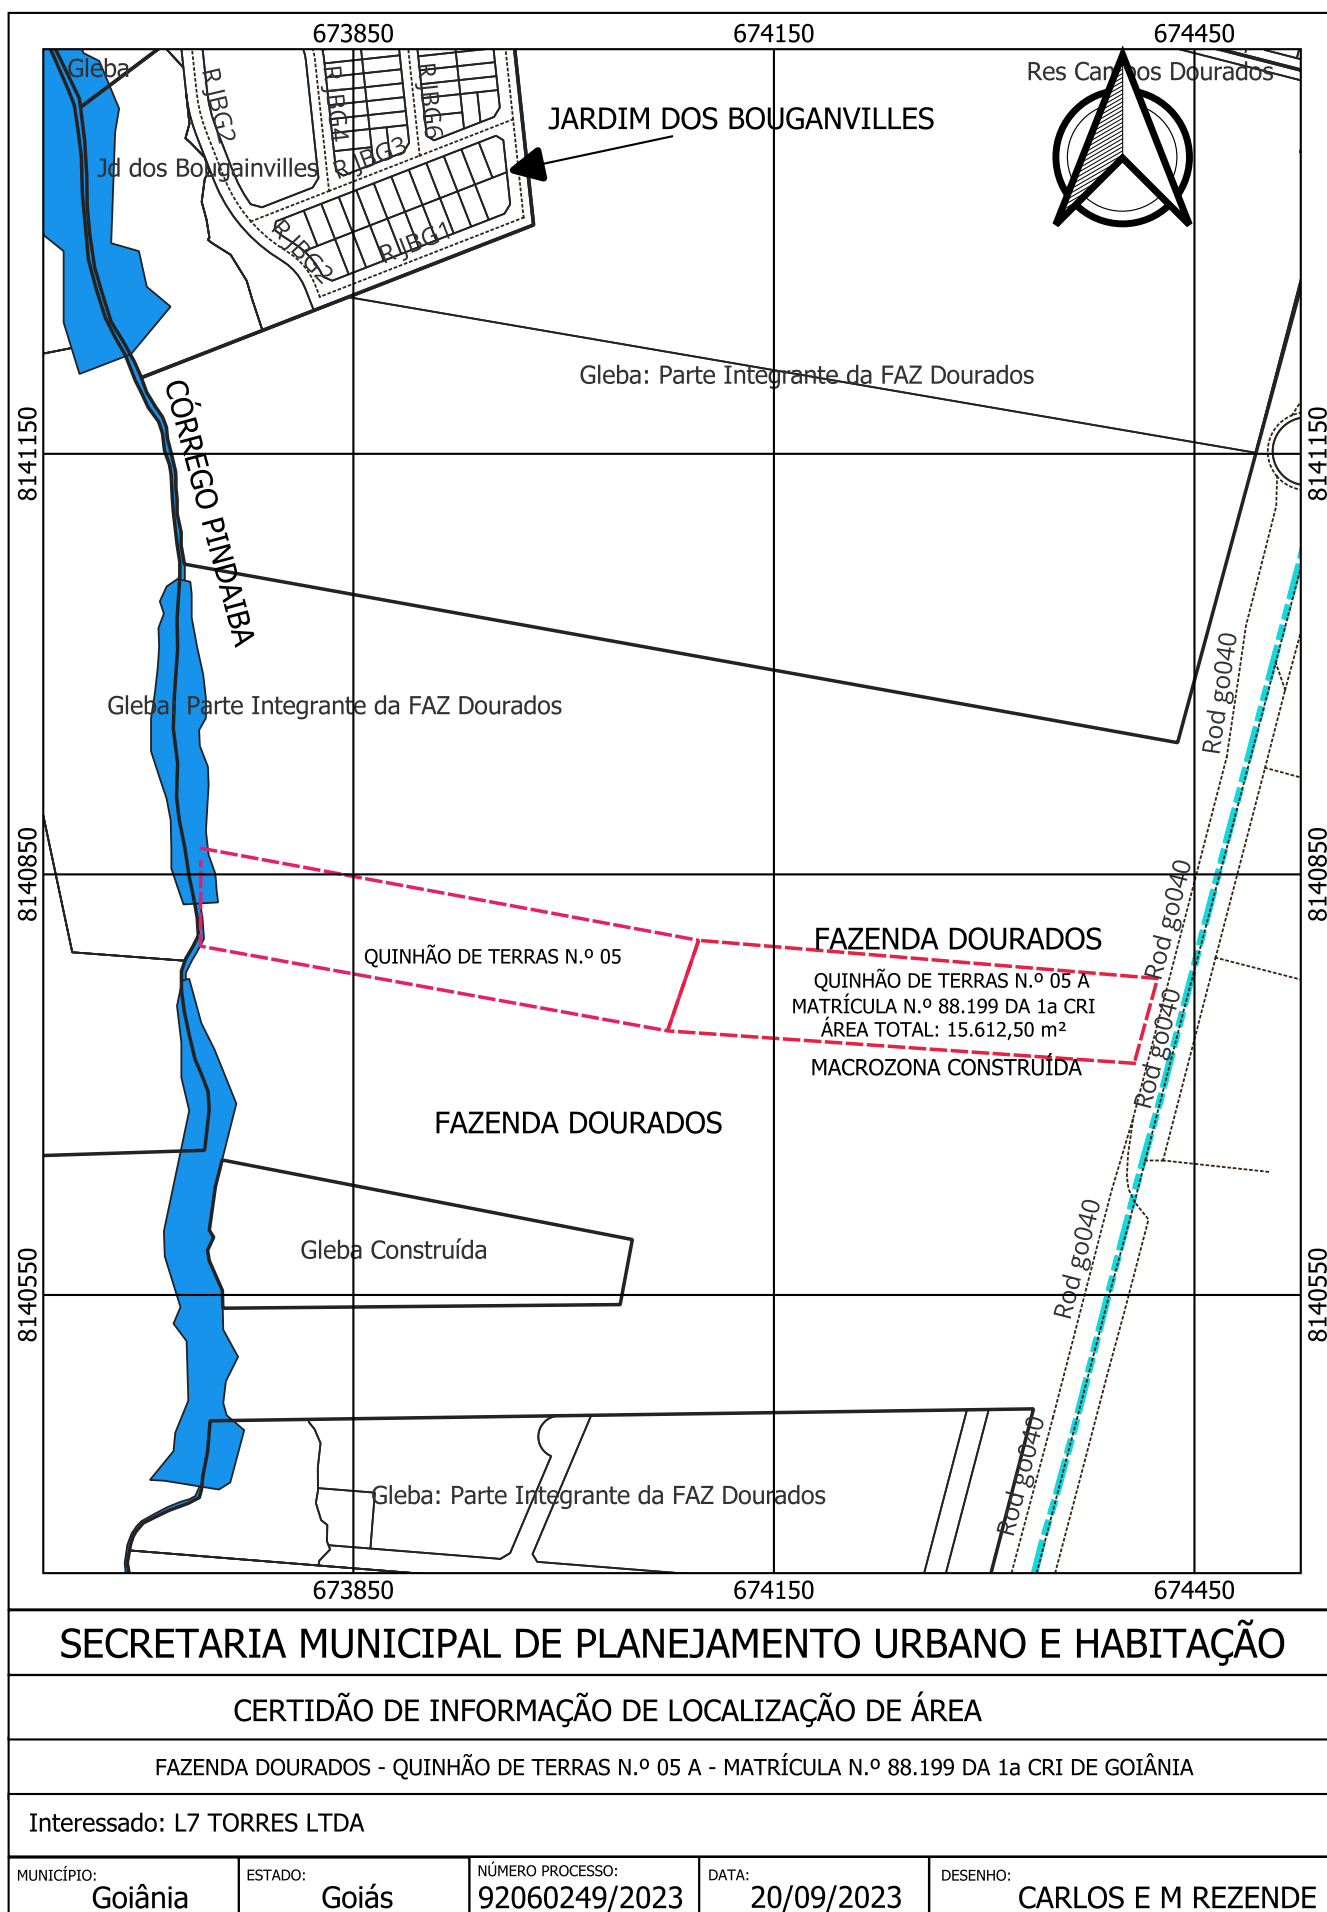 673850
674150
674450
Gleba
Res Campos Dourados
R JBG2
R JBG4
R JBG6
JARDIM DOS BOUGANVILLES
R JBG3
Jd dos Bougainvilles
R JBG2
R JBG1
Gleba: Parte Integrante da FAZ Dourados
8141150
8141150
CÓRREGO PINDAIBA
Rod go040
Gleba: Parte Integrante da FAZ Dourados
8140850
8140850
Rod go040
FAZENDA DOURADOS
QUINHÃO DE TERRAS N.º 05
QUINHÃO DE TERRAS N.º 05 A
MATRÍCULA N.º 88.199 DA 1a CRI
ÁREA TOTAL: 15.612,50 m²
Rod go040
MACROZONA CONSTRUÍDA
FAZENDA DOURADOS
Gleba Construída
Rod go040
8140550
8140550
Rod go040
Gleba: Parte Integrante da FAZ Dourados
673850
674150
674450
SECRETARIA MUNICIPAL DE PLANEJAMENTO URBANO E HABITAÇÃO
CERTIDÃO DE INFORMAÇÃO DE LOCALIZAÇÃO DE ÁREA
FAZENDA DOURADOS - QUINHÃO DE TERRAS N.º 05 A - MATRÍCULA N.º 88.199 DA 1a CRI DE GOIÂNIA
Interessado: L7 TORRES LTDA
MUNICÍPIO:
Goiânia
ESTADO:
Goiás
NÚMERO PROCESSO:
92060249/2023
DATA:
20/09/2023
DESENHO:
CARLOS E M REZENDE